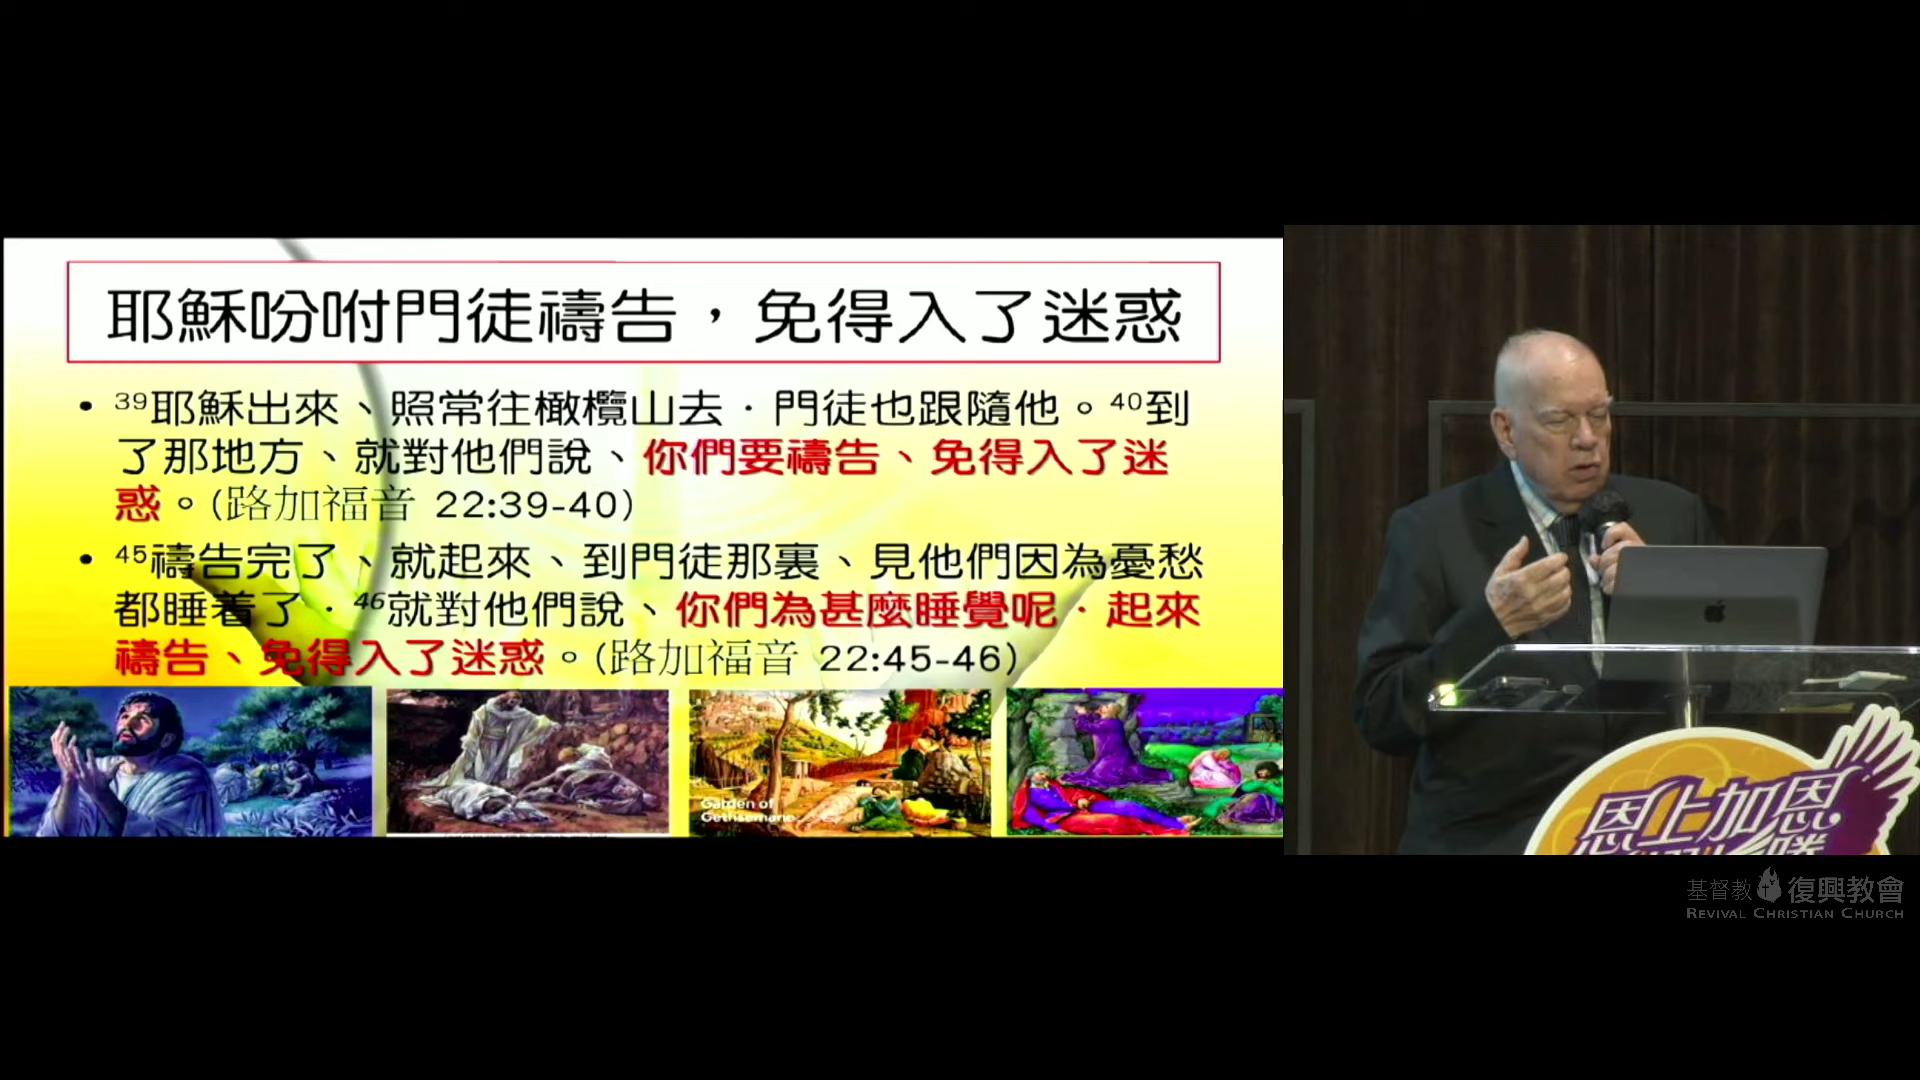 耶穌吩咐門徒禱告，免得入了迷惑
• ³⁹耶穌出來、照常往橄欖山去．門徒也跟隨他。⁴⁰到
了那地方、就對他們說、你們要禱告、免得入了迷
惑。(路加福音 22:39-40)
• ⁴⁵禱告完了、就起來、到門徒那裏、見他們因為憂愁
都睡着了．⁴⁶就對他們說、你們為甚麼睡覺呢．起來
禱告、免得入了迷惑。(路加福音 22:45-46)
Garden of
Gethsemane
恩上加恩
基督教 復興教會
REVIVAL CHRISTIAN CHURCH